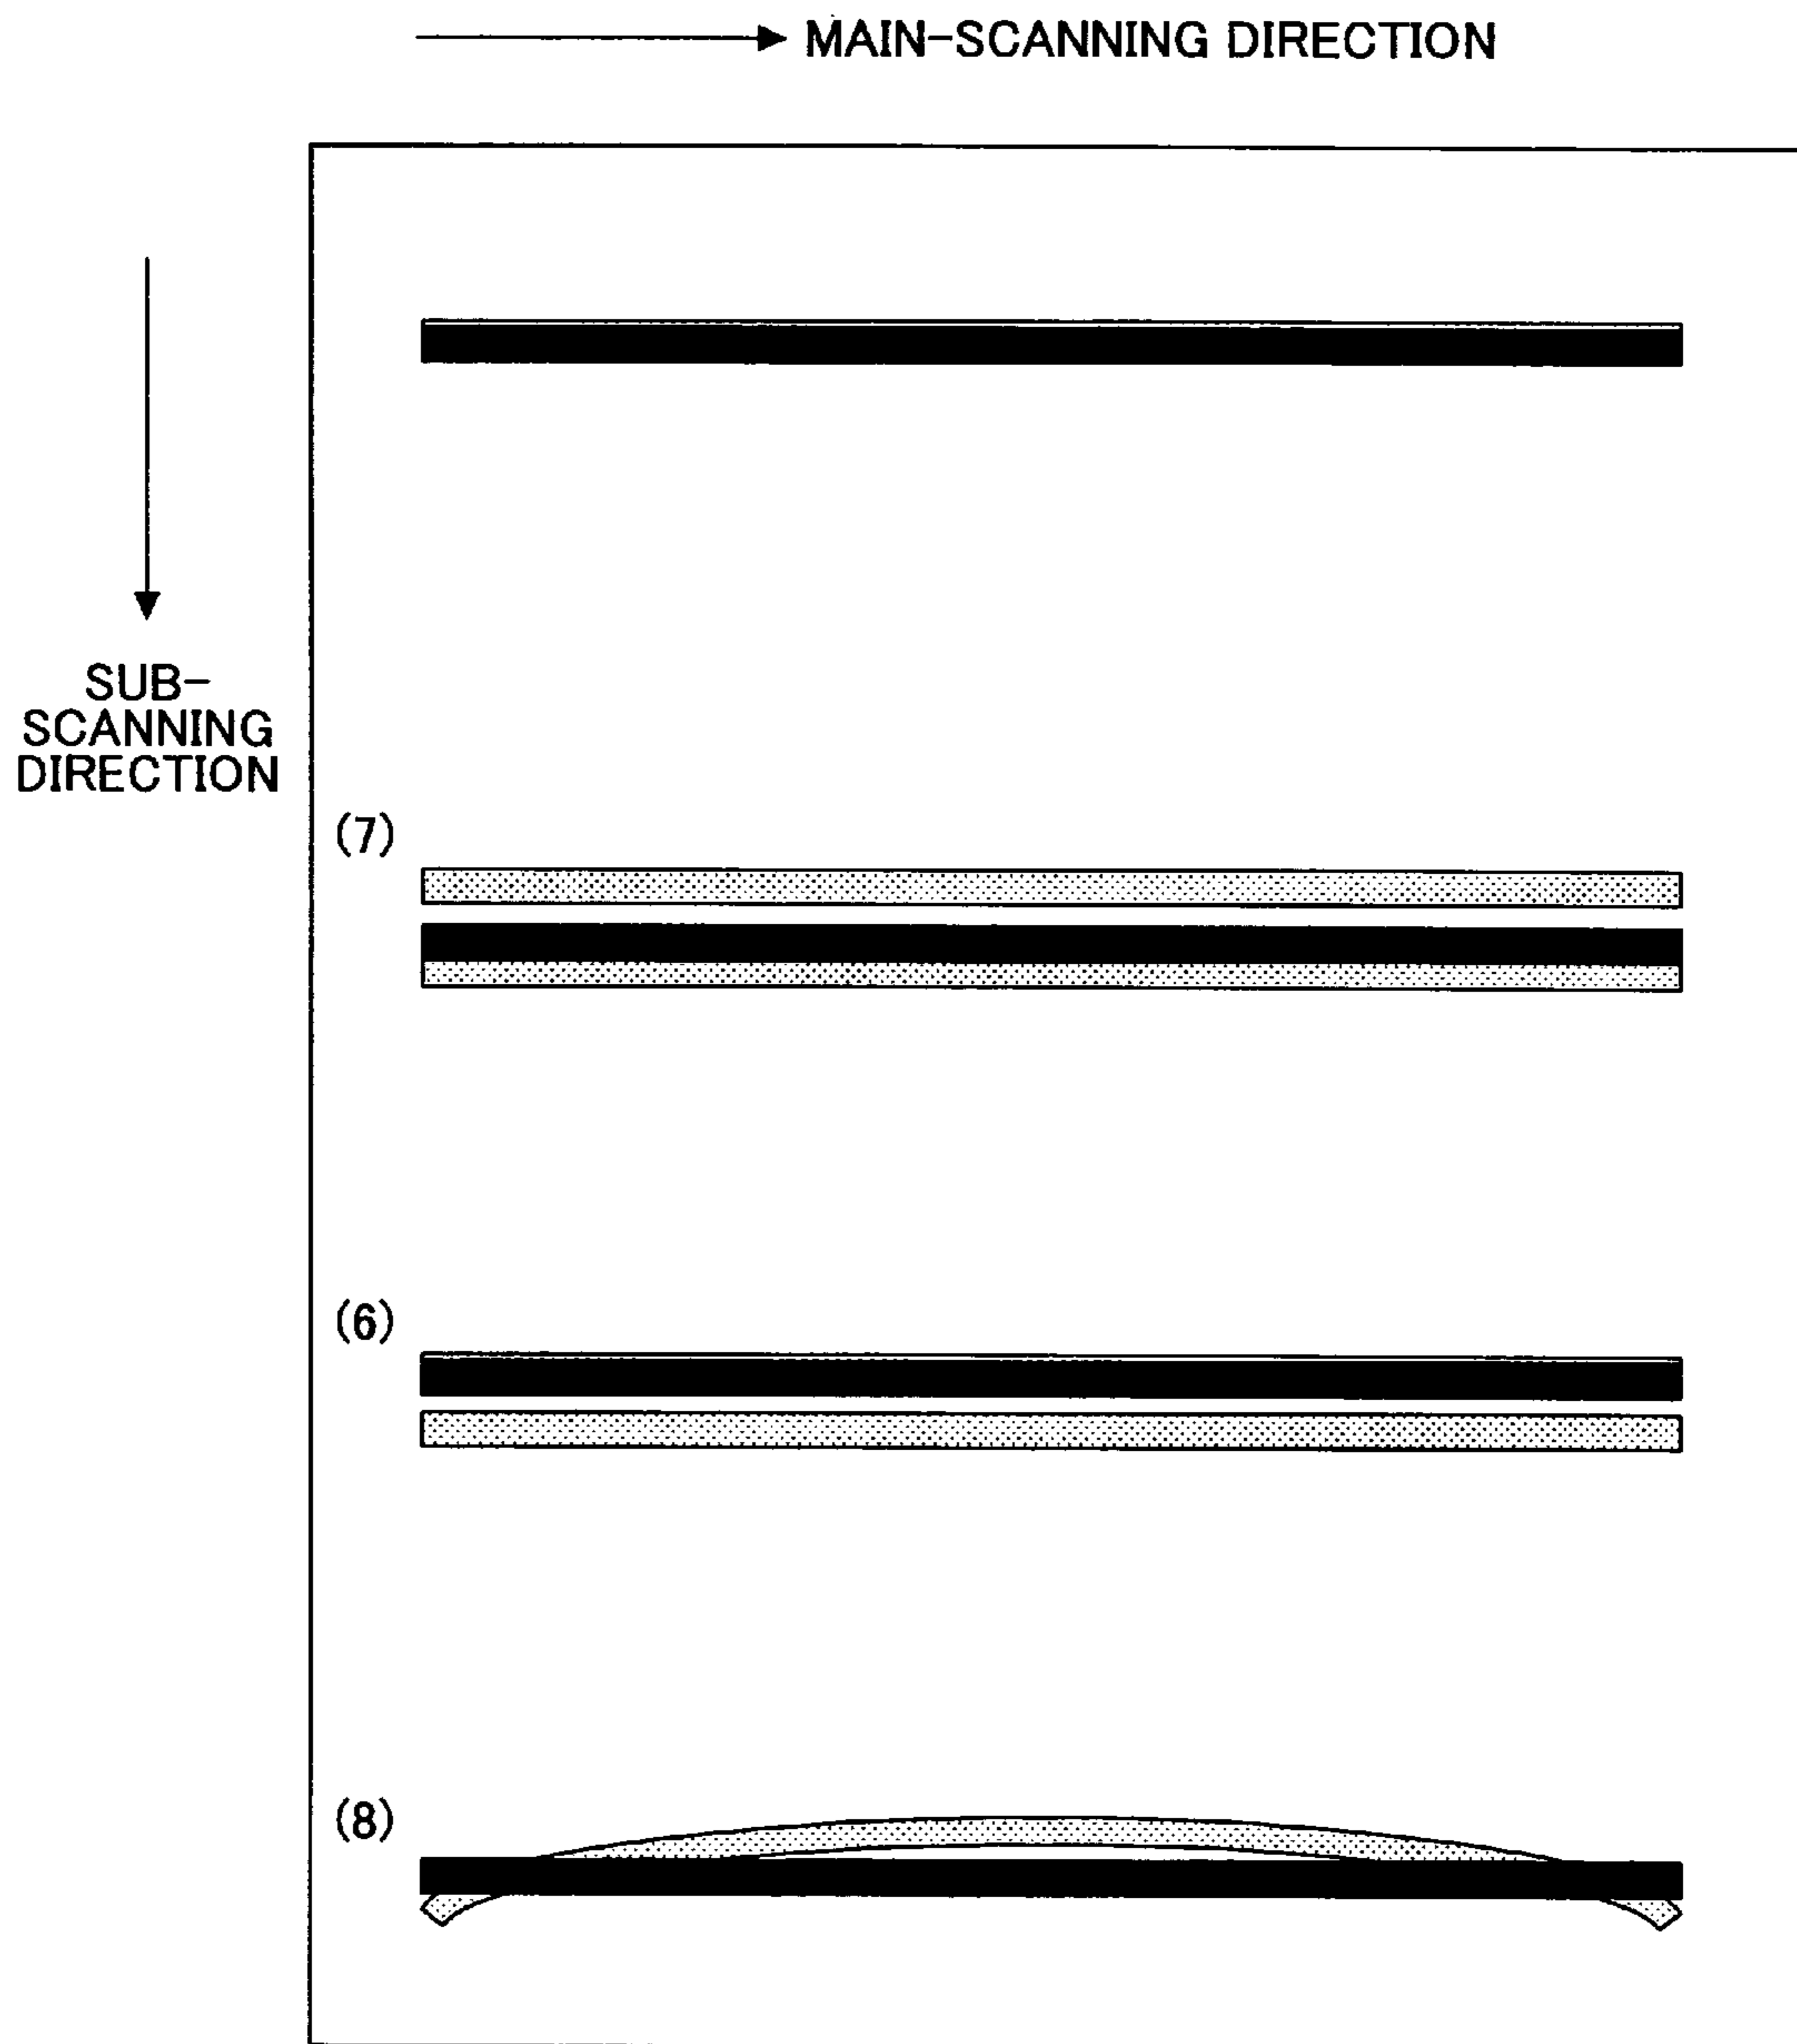 MAIN-SCANNING DIRECTION
SUB-
SCANNING
DIRECTION
(7)
(6)
(8)